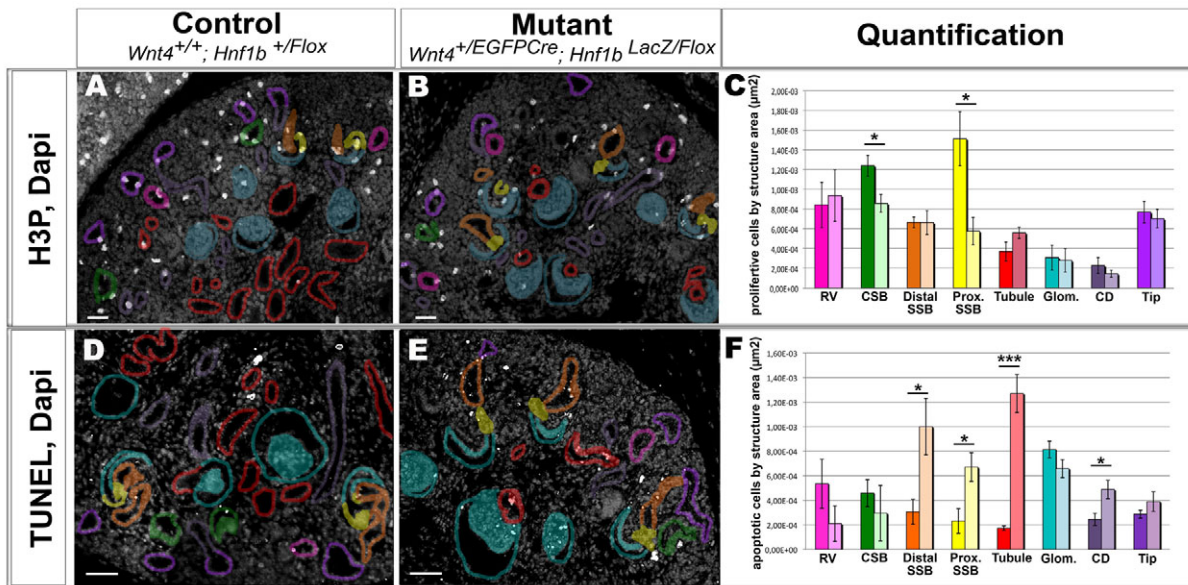 Control
Wnt4+/+; Hnf1b +/Flox
Mutant
Wnt4+/EGFPCre; Hnf1b LacZ/Flox
Quantification
H3P, Dapi
A
B
C
prolifertive cells by structure area (µm2)
2,00E-03
1,80E-03
1,60E-03
1,40E-03
1,20E-03
1,00E-03
8,00E-04
6,00E-04
4,00E-04
2,00E-04
0,00E+00
*
*
RV CSB Distal SSB Prox. SSB Tubule Glom. CD Tip
TUNEL, Dapi
D
E
F
apoptotic cells by structure area (µm2)
1,60E-03
1,40E-03
1,20E-03
1,00E-03
8,00E-04
6,00E-04
4,00E-04
2,00E-04
0,00E+00
*
*
***
*
RV CSB Distal SSB Prox. SSB Tubule Glom. CD Tip